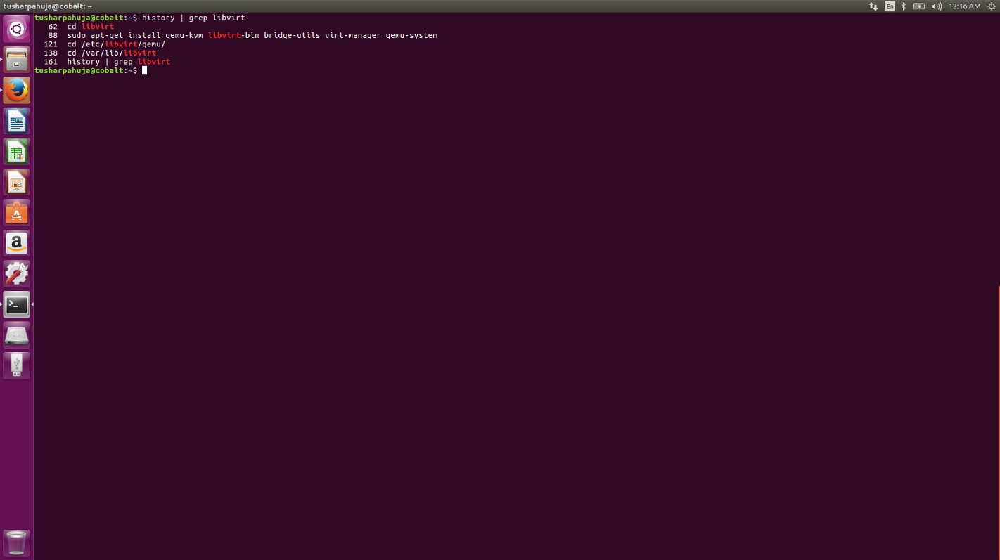 tusharpahuja@cobalt: ~
En
12:16 AM
tusharpahuja@cobalt:~$ history | grep libvirt
62 cd libvirt
88 sudo apt-get install qemu-kvm libvirt-bin bridge-utils virt-manager qemu-system
121 cd /etc/libvirt/qemu/
138 cd /var/lib/libvirt
161 history | grep libvirt
tusharpahuja@cobalt:~$